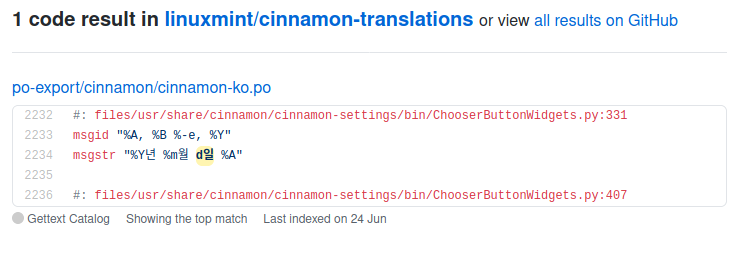 1 code result in linuxmint/cinnamon-translations or view all results on GitHub
po-export/cinnamon/cinnamon-ko.po
2232 #: files/usr/share/cinnamon/cinnamon-settings/bin/ChooserButtonWidgets.py:331
2233 msgid "%A, %B %-e, %Y"
2234 msgstr "%Y년 %m월 d일 %A"
2235
2236 #: files/usr/share/cinnamon/cinnamon-settings/bin/ChooserButtonWidgets.py:407
Gettext Catalog Showing the top match Last indexed on 24 Jun